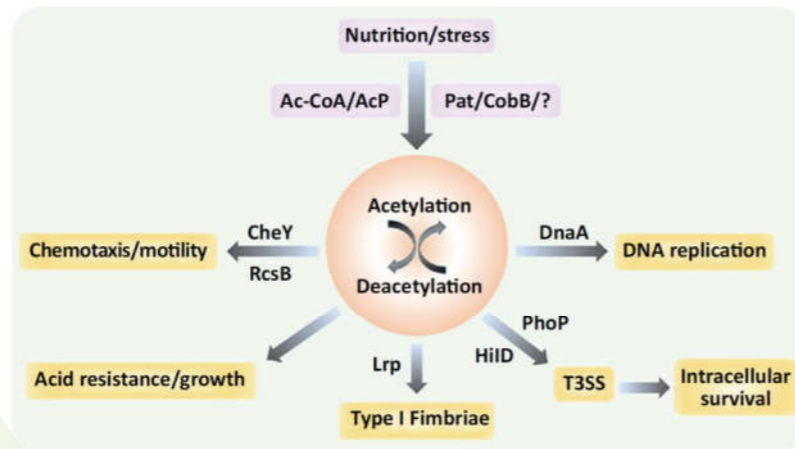 Nutrition/stress
Ac-CoA/AcP
Pat/CobB/?
Acetylation
Deacetylation
CheY
RcsB
Chemotaxis/motility
DnaA
DNA replication
Acid resistance/growth
Lrp
Type I Fimbriae
PhoP
HilD
T3SS
Intracellular
survival